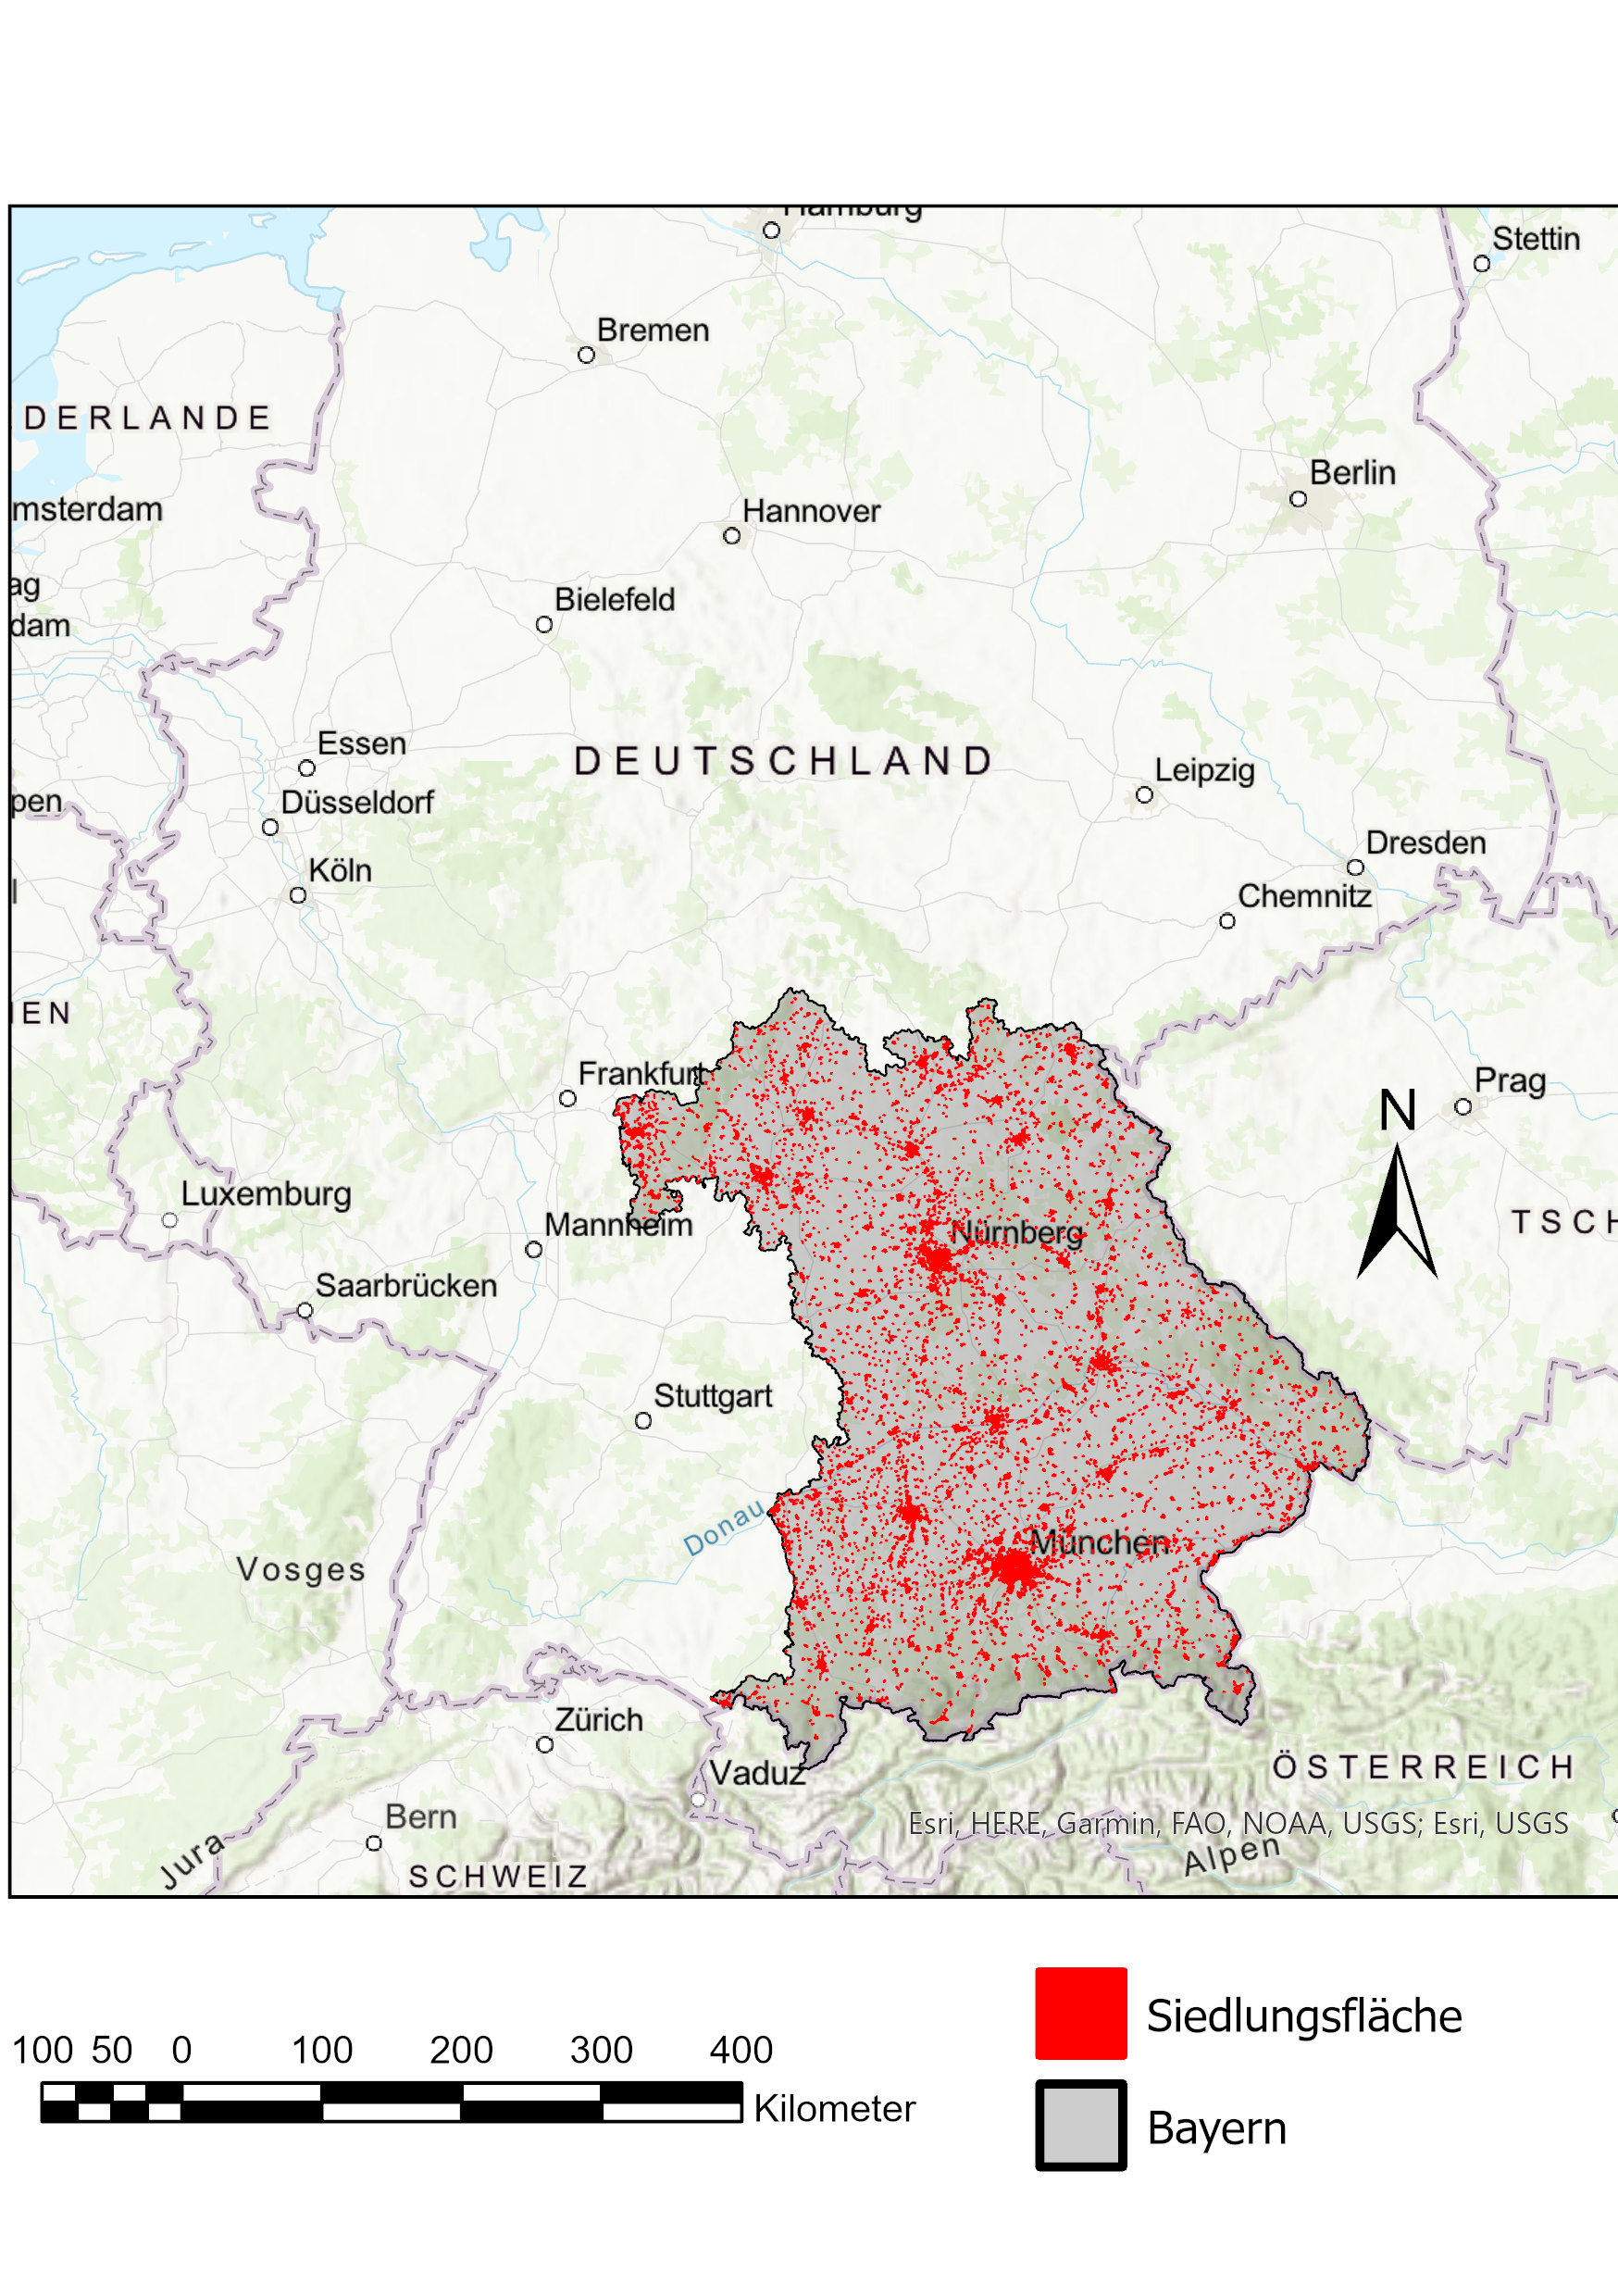 Hamburg
Stettin
Bremen
DERLANDE
Berlin
msterdam
Hannover
ag
Bielefeld
dam
Essen
DEUTSCHLAND
Leipzig
pen
Düsseldorf
Dresden
Köln
Chemnitz
IEN
Frankfurt
Prag
N
Luxemburg
TSCH
Mannheim
Nürnberg
Saarbrücken
Stuttgart
Donau
München
Vosges
Zürich
ÖSTERREICH
Vaduz
Bern
Esri, HERE, Garmin, FAO, NOAA, USGS; Esri, USGS
Jura
Alpen
SCHWEIZ
Siedlungsfläche
100 50 0 100 200 300 400
Kilometer
Bayern